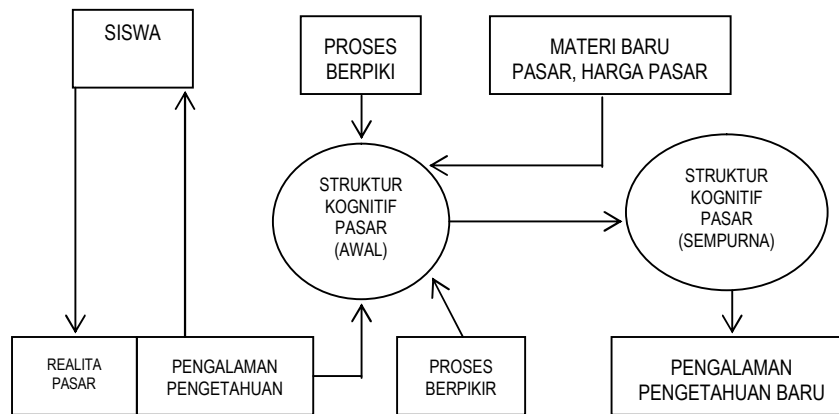 SISWA
PROSES
BERPIKI
MATERI BARU
PASAR, HARGA PASAR
STRUKTUR
KOGNITIF
PASAR
(AWAL)
STRUKTUR
KOGNITIF
PASAR
(SEMPURNA)
REALITA
PASAR
PENGALAMAN
PENGETAHUAN
PROSES
BERPIKIR
PENGALAMAN
PENGETAHUAN BARU